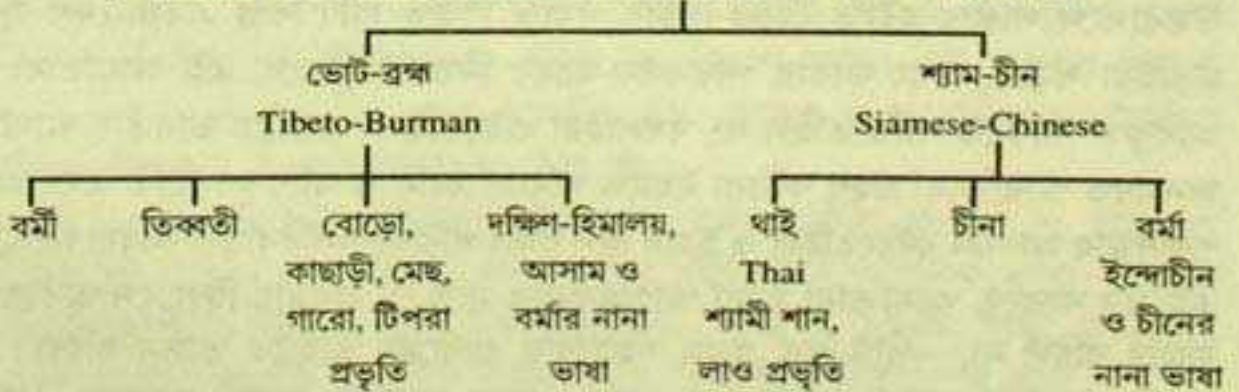 ভোট-ব্রহ্ম
Tibeto-Burman
শ্যাম-চীন
Siamese-Chinese
বর্মী
তিব্বতী
বোড়ো,
কাছাড়ী, মেছ,
গারো, টিপরা
প্রভৃতি
দক্ষিণ-হিমালয়,
আসাম ও
বর্মার নানা
ভাষা
থাই
Thai
শ্যামী শান,
লাও প্রভৃতি
চীনা
বর্মা
ইন্দোচীন
ও চীনের
নানা ভাষা